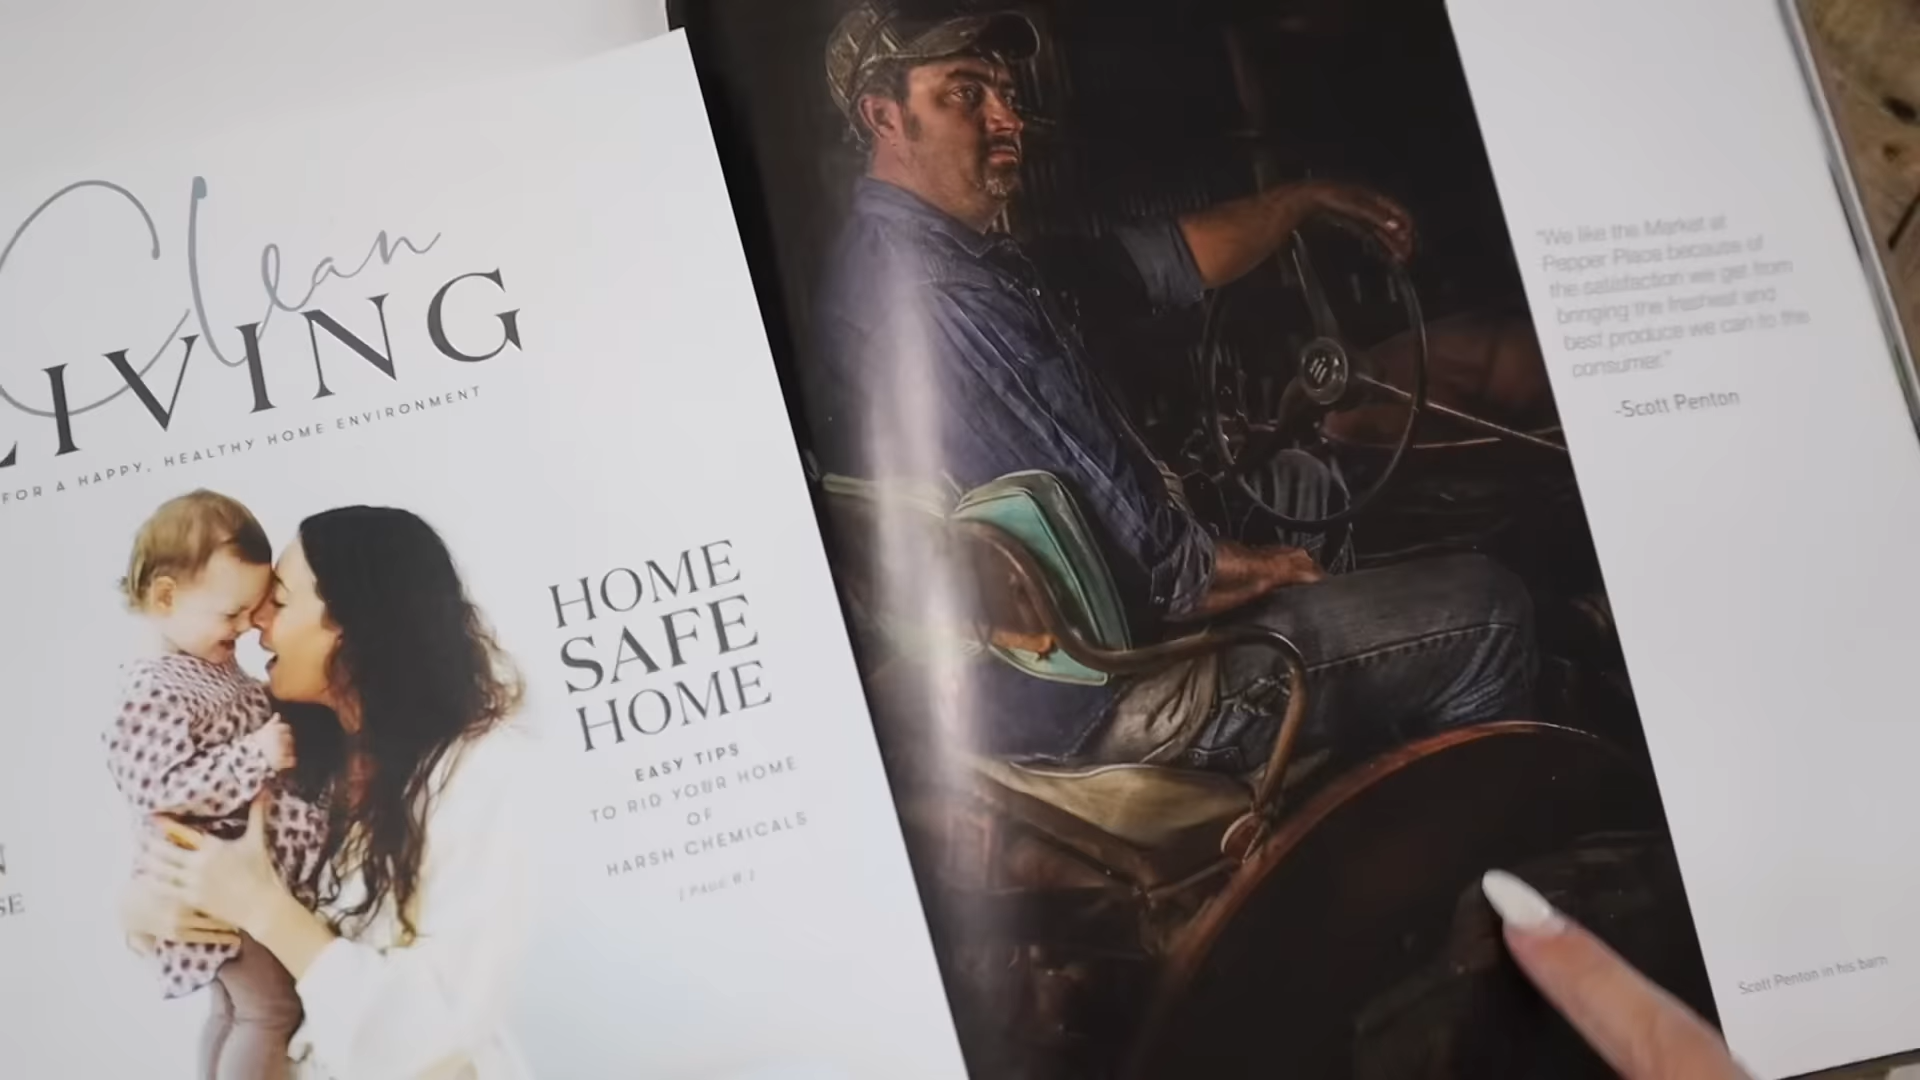 Clean
LIVING
FOR A HAPPY, HEALTHY HOME ENVIRONMENT
HOME
SAFE
HOME
EASY TIPS
TO RID YOUR HOME
OF
HARSH CHEMICALS
"We like the Market at
Pepper Place because of
the satisfaction we get from
bringing the freshest and
best produce we can to the
consumer."
-Scott Penton
Scott Penton in his barn